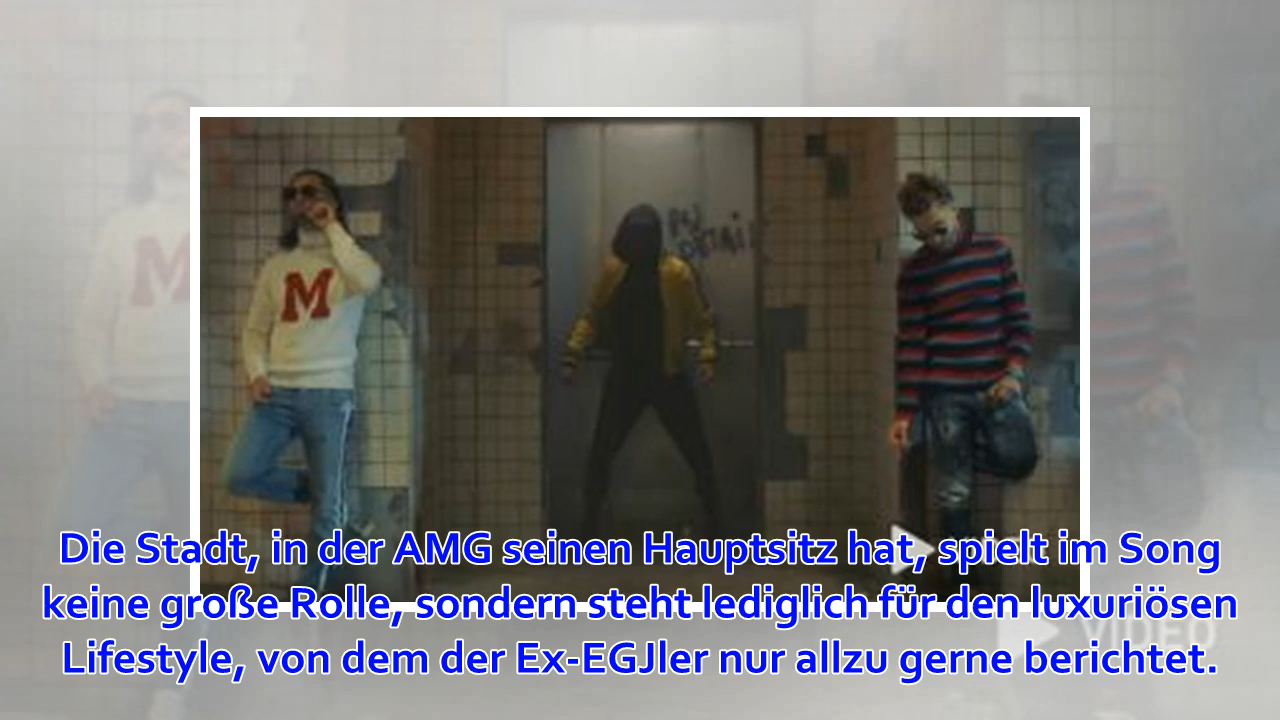 M
Die Stadt, in der AMG seinen Hauptsitz hat, spielt im Song
keine große Rolle, sondern steht lediglich für den luxuriösen
Lifestyle, von dem der Ex-EGJler nur allzu gerne berichtet.
VIDEO